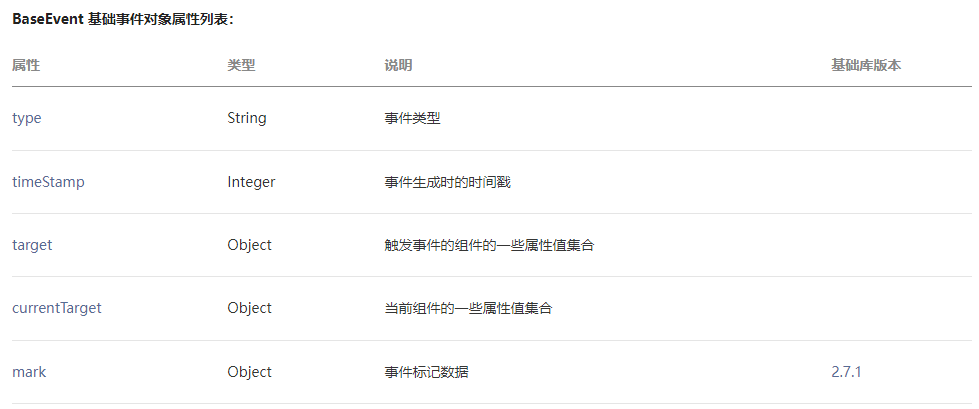 BaseEvent 基础事件对象属性列表：
属性 类型 说明 基础库版本
type String 事件类型
timeStamp Integer 事件生成时的时间戳
target Object 触发事件的组件的一些属性值集合
currentTarget Object 当前组件的一些属性值集合
mark Object 事件标记数据 2.7.1